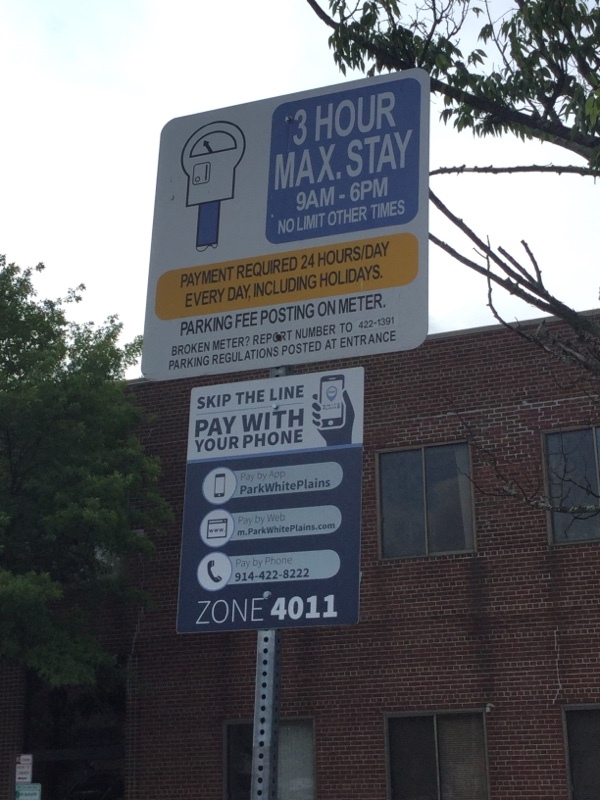 3 HOUR
MAX. STAY
9AM - 6PM
NO LIMIT OTHER TIMES
PAYMENT REQUIRED 24 HOURS/DAY
EVERY DAY, INCLUDING HOLIDAYS.
PARKING FEE POSTING ON METER.
BROKEN METER? REPORT NUMBER TO 422-1391
PARKING REGULATIONS POSTED AT ENTRANCE
SKIP THE LINE
PAY WITH
YOUR PHONE
Pay by App
ParkWhitePlains
WWW
Pay by Web
m.ParkWhitePlains.com
Pay by Phone
914-422-8222
ZONE 4011